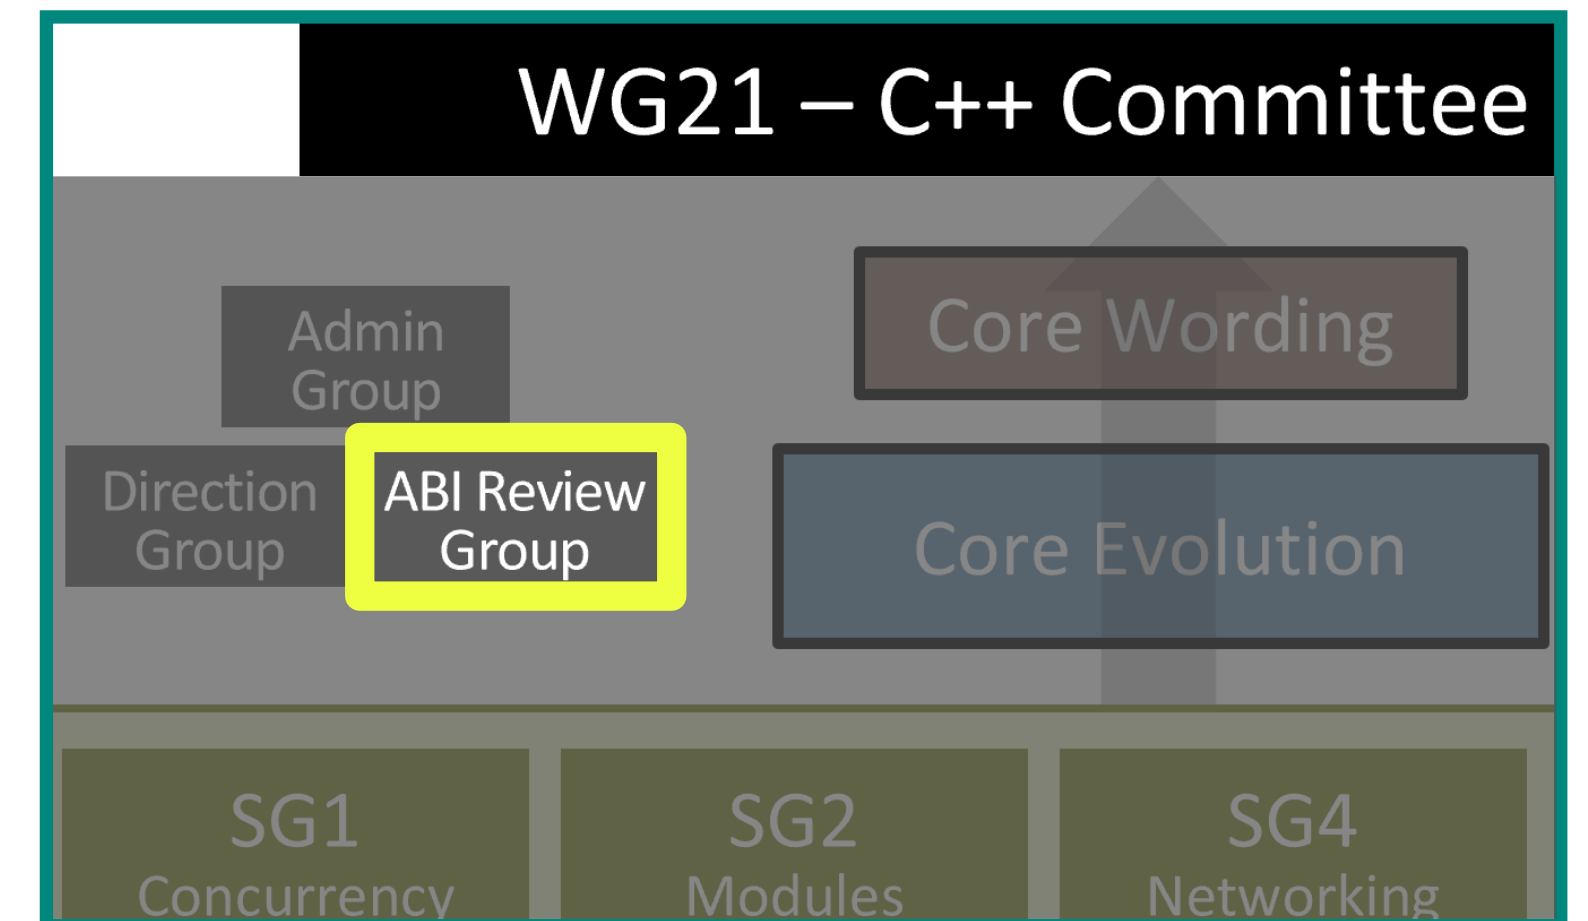 WG21 – C++ Committee
Admin
Group
Core Wording
Direction
Group
ABI Review
Group
Core Evolution
SG1
Concurrency
SG2
Modules
SG4
Networking